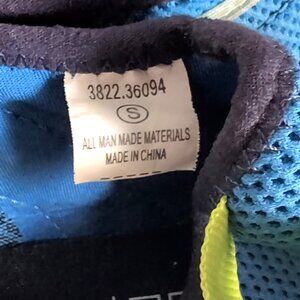 3822.36094
S
ALL MAN MADE MATERIALS
MADE IN CHINA